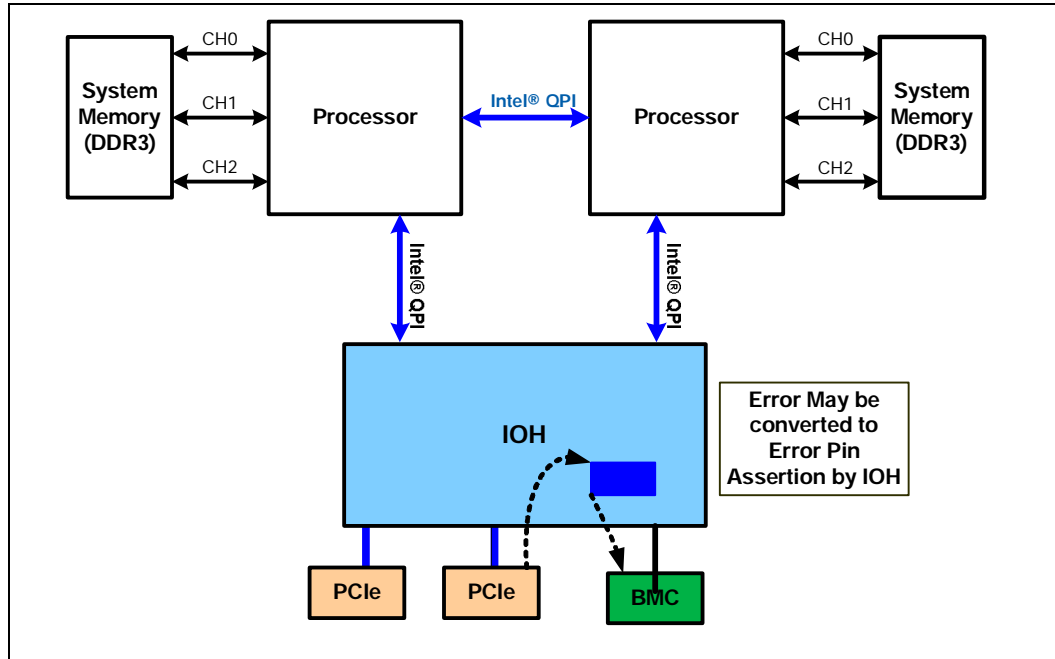 System
Memory
(DDR3)
CH0
CH1
CH2
Processor
Intel® QPI
Processor
CH0
CH1
CH2
System
Memory
(DDR3)
Intel® QPI
Intel® QPI
IOH
Error May be
converted to
Error Pin
Assertion by IOH
PCIe
PCIe
BMC